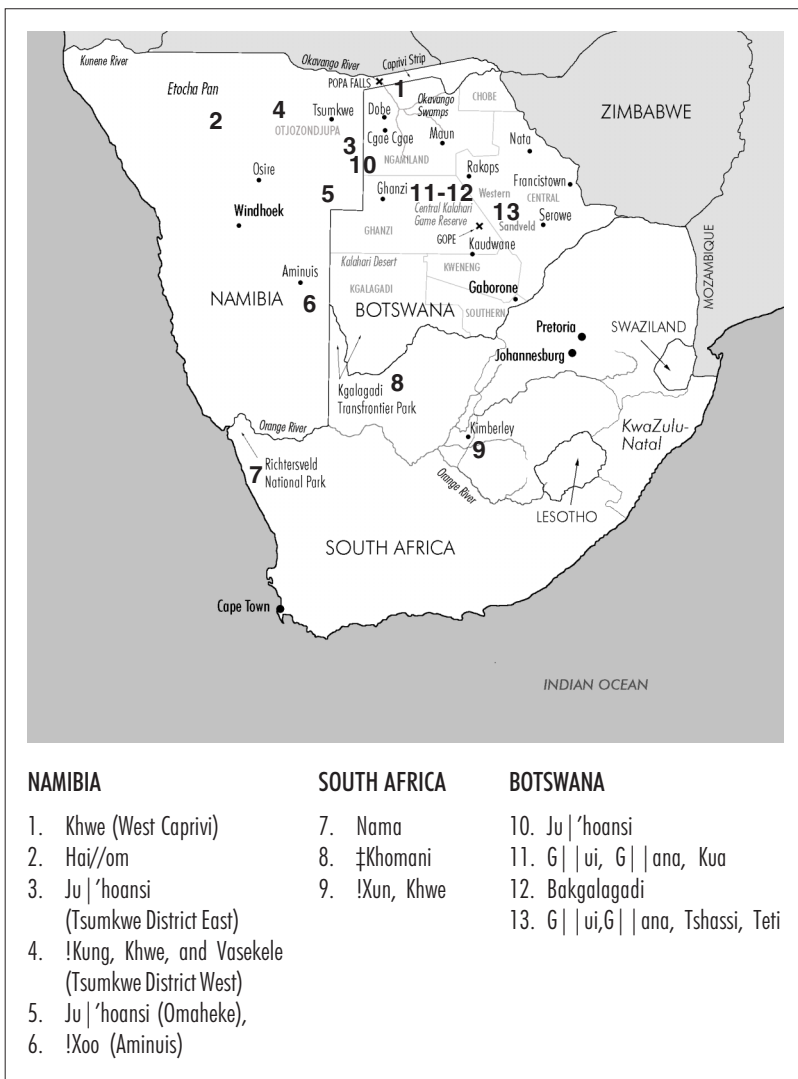 Kunene River
Okavango River
Caprivi Strip
POPA FALLS
1
Etocha Pan
Okavango
Swamps
CHOBE
ZIMBABWE
2
4
Tsumkwe
Dobe
OTJOZONDJUPA
3
Cgae Cgae
Maun
Nata
NGAMILAND
10
Rakops
Osire
Francistown
5
Ghanzi
11-12
Western
CENTRAL
Central Kalahari
Game Reserve
13
Serowe
Windhoek
Sandveld
GHANZI
GOPE
Kaudwane
Kalahari Desert
KWENENG
MOZAMBIQUE
Aminuis
KGALAGADI
Gaborone
NAMIBIA
6
BOTSWANA
SOUTHERN
Pretoria
SWAZILAND
Johannesburg
8
Kgalagadi
Transfrontier Park
Orange River
Kimberley
KwaZulu-
Natal
9
7
Richtersveld
National Park
Orange River
LESOTHO
SOUTH AFRICA
Cape Town
INDIAN OCEAN
NAMIBIA
1. Khwe (West Caprivi)
2. Hai//om
3. Ju|’hoansi
(Tsumkwe District East)
4. !Kung, Khwe, and Vasekele
(Tsumkwe District West)
5. Ju|’hoansi (Omaheke),
6. !Xoo (Aminuis)
SOUTH AFRICA
7. Nama
8. ‡Khomani
9. !Xun, Khwe
BOTSWANA
10. Ju|’hoansi
11. G||ui, G||ana, Kua
12. Bakgalagadi
13. G||ui,G||ana, Tshassi, Teti